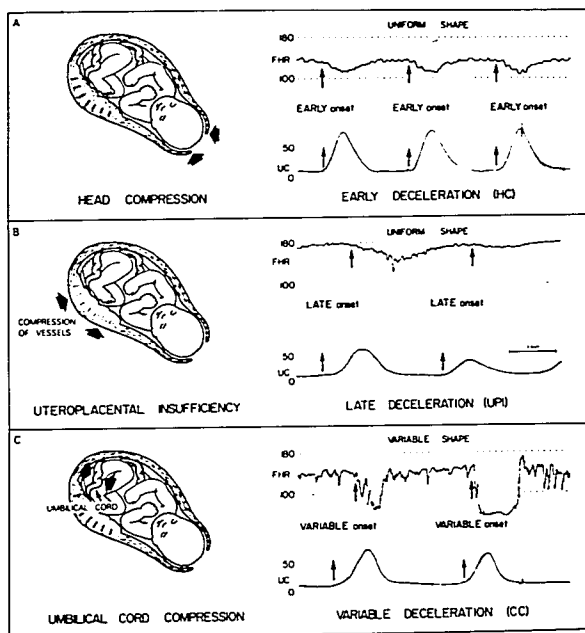 A
UNIFORM SHAPE
180
FHR
100
EARLY onset EARLY onset EARLY onset
50
UC
0
HEAD COMPRESSION
EARLY DECELERATION (HC)
B
UNIFORM SHAPE
180
FHR
100
LATE onset LATE onset
COMPRESSION
OF VESSELS
50
UC
0
UTEROPLACENTAL INSUFFICIENCY
LATE DECELERATION (UPI)
C
VARIABLE SHAPE
180
FHR
100
UMBILICAL CORD
VARIABLE onset VARIABLE onset
50
UC
0
UMBILICAL CORD COMPRESSION
VARIABLE DECELERATION (CC)